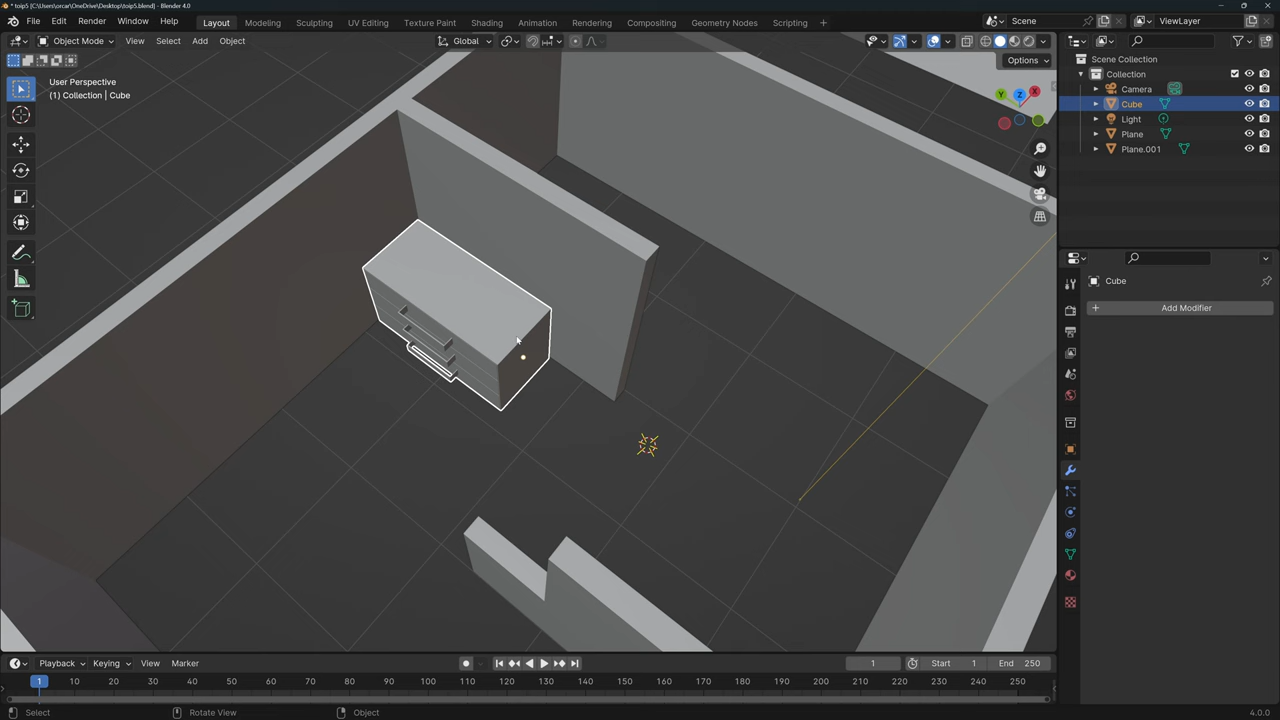 * toip5 [C:\Users\orcar\OneDrive\Desktop\toip5.blend] - Blender 4.0
File Edit Render Window Help Layout Modeling Sculpting UV Editing Texture Paint Shading Animation Rendering Compositing Geometry Nodes Scripting + Scene ViewLayer
Object Mode View Select Add Object Global
Options
User Perspective
(1) Collection | Cube
Z
Y
X
Scene Collection
Collection
Camera
Cube
Light
Plane
Plane.001
Cube
+ Add Modifier
Playback Keying View Marker 1 Start 1 End 250
1 10 20 30 40 50 60 70 80 90 100 110 120 130 140 150 160 170 180 190 200 210 220 230 240 250
Select Rotate View Object 4.0.0